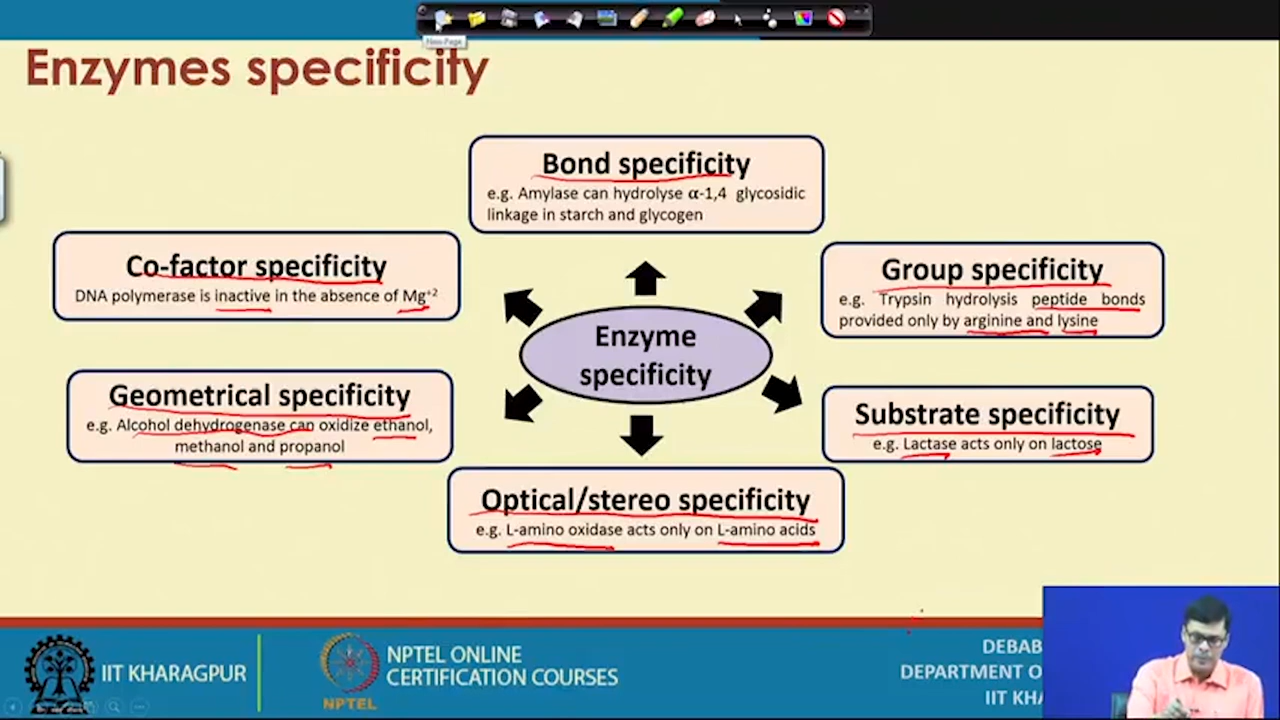 New Page
Enzymes specificity
Bond specificity
e.g. Amylase can hydrolyse α-1,4 glycosidic
linkage in starch and glycogen
Co-factor specificity
DNA polymerase is inactive in the absence of Mg+2
Group specificity
e.g. Trypsin hydrolysis peptide bonds
provided only by arginine and lysine
Enzyme
specificity
Geometrical specificity
e.g. Alcohol dehydrogenase can oxidize ethanol,
methanol and propanol
Substrate specificity
e.g. Lactase acts only on lactose
Optical/stereo specificity
e.g. L-amino oxidase acts only on L-amino acids
IIT KHARAGPUR
NPTEL
NPTEL ONLINE
CERTIFICATION COURSES
DEBAB
DEPARTMENT O
IIT KHA